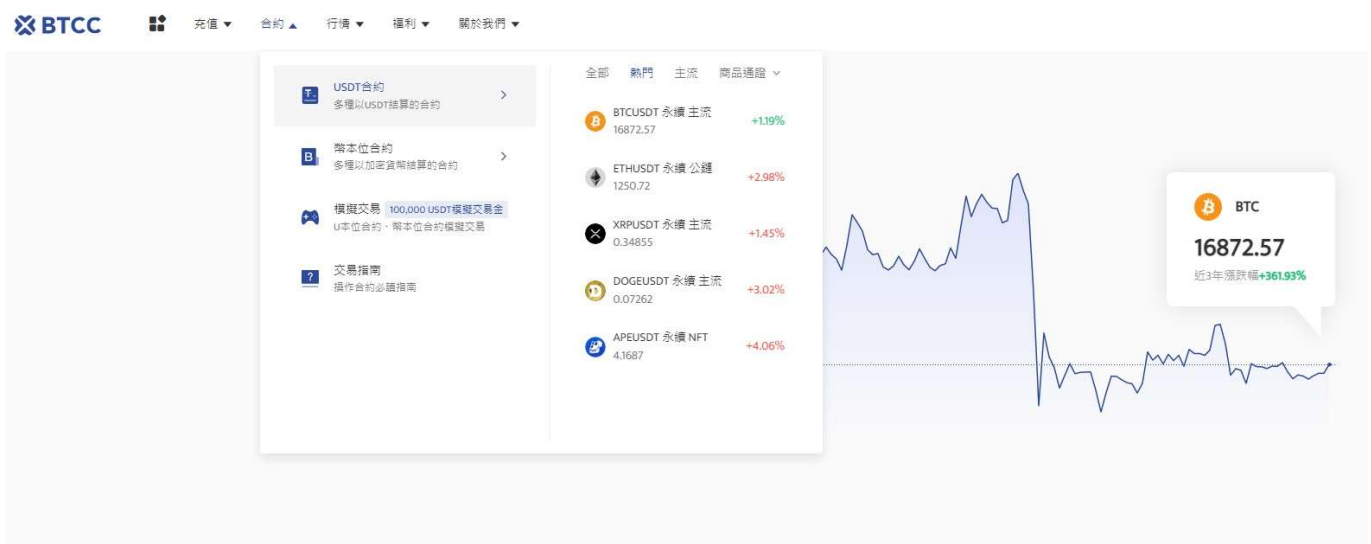 BTCC
充值 ▼ 合約 ▲ 行情 ▼ 福利 ▼ 關於我們 ▼
USDT合約
多種以USDT結算的合約
幣本位合約
多種以加密貨幣結算的合約
模擬交易 100,000 USDT模擬交易金
U本位合約、幣本位合約模擬交易
交易指南
操作合約必讀指南
全部 熱門 主流 商品通證
BTCUSDT 永續 主流
16872.57
+1.19%
ETHUSDT 永續 公鏈
1250.72
+2.98%
XRPUSDT 永續 主流
0.34855
+1.45%
DOGEUSDT 永續 主流
0.07262
+3.02%
APEUSDT 永續 NFT
4.1687
+4.06%
BTC
16872.57
近3年漲跌幅+361.93%